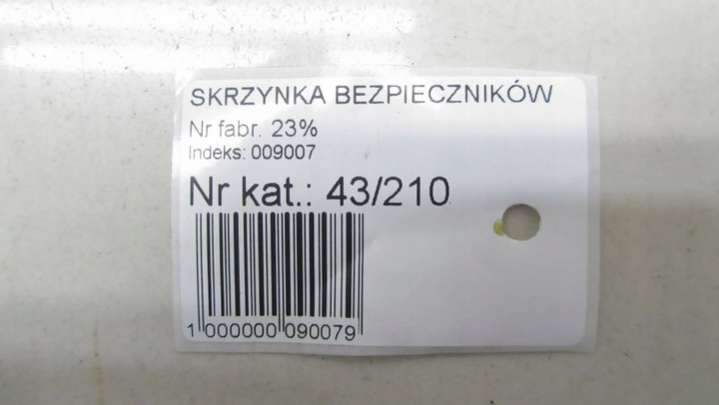 SKRZYNKA BEZPIECZNIKÓW
Nr fabr. 23%
Indeks: 009007
Nr kat.: 43/210
1 000000 090079